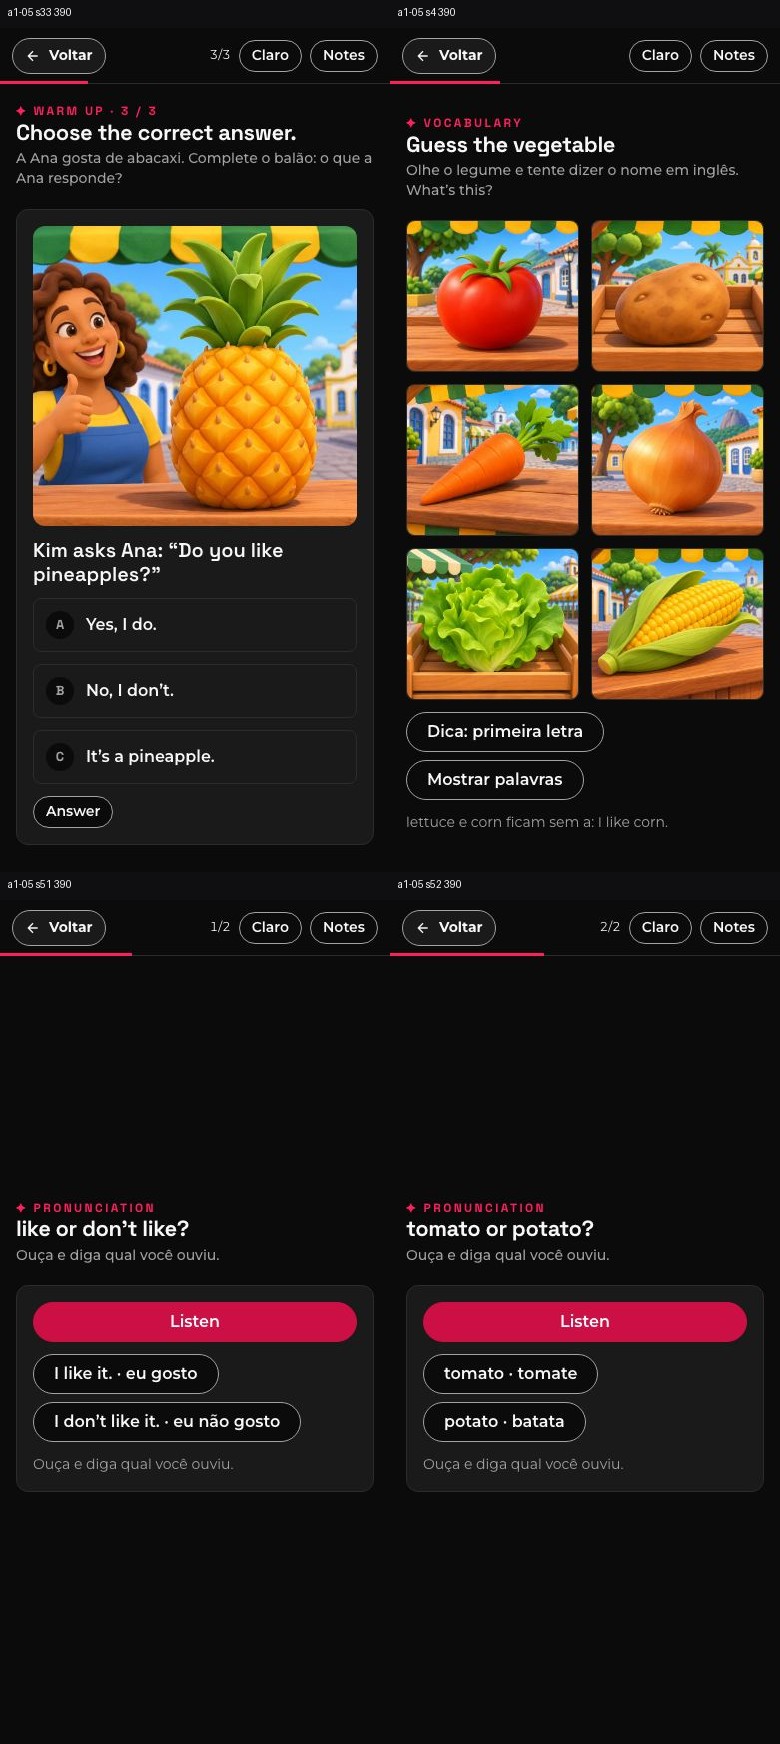 a1-05 s33 390
← Voltar
3/3
Claro
Notes
✦ WARM UP · 3 / 3
Choose the correct answer.
A Ana gosta de abacaxi. Complete o balão: o que a
Ana responde?
Kim asks Ana: “Do you like
pineapples?”
A Yes, I do.
B No, I don’t.
C It’s a pineapple.
Answer
a1-05 s4 390
← Voltar
Claro
Notes
✦ VOCABULARY
Guess the vegetable
Olhe o legume e tente dizer o nome em inglês.
What’s this?
Dica: primeira letra
Mostrar palavras
lettuce e corn ficam sem a: I like corn.
a1-05 s51 390
← Voltar
1/2
Claro
Notes
✦ PRONUNCIATION
like or don’t like?
Ouça e diga qual você ouviu.
Listen
I like it. · eu gosto
I don’t like it. · eu não gosto
Ouça e diga qual você ouviu.
a1-05 s52 390
← Voltar
2/2
Claro
Notes
✦ PRONUNCIATION
tomato or potato?
Ouça e diga qual você ouviu.
Listen
tomato · tomate
potato · batata
Ouça e diga qual você ouviu.